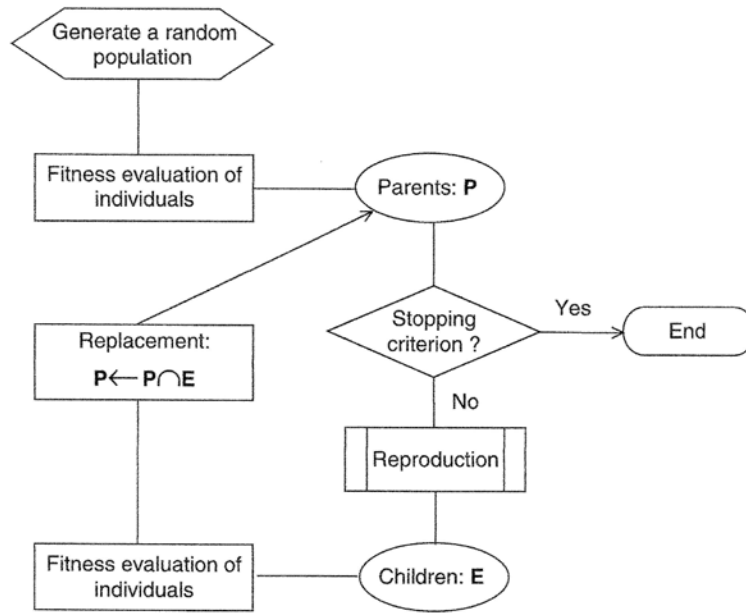 Generate a random
population
Fitness evaluation of
individuals
Parents: P
Stopping
criterion ?
Yes
End
No
Reproduction
Children: E
Fitness evaluation of
individuals
Replacement:
P⟵P∩E